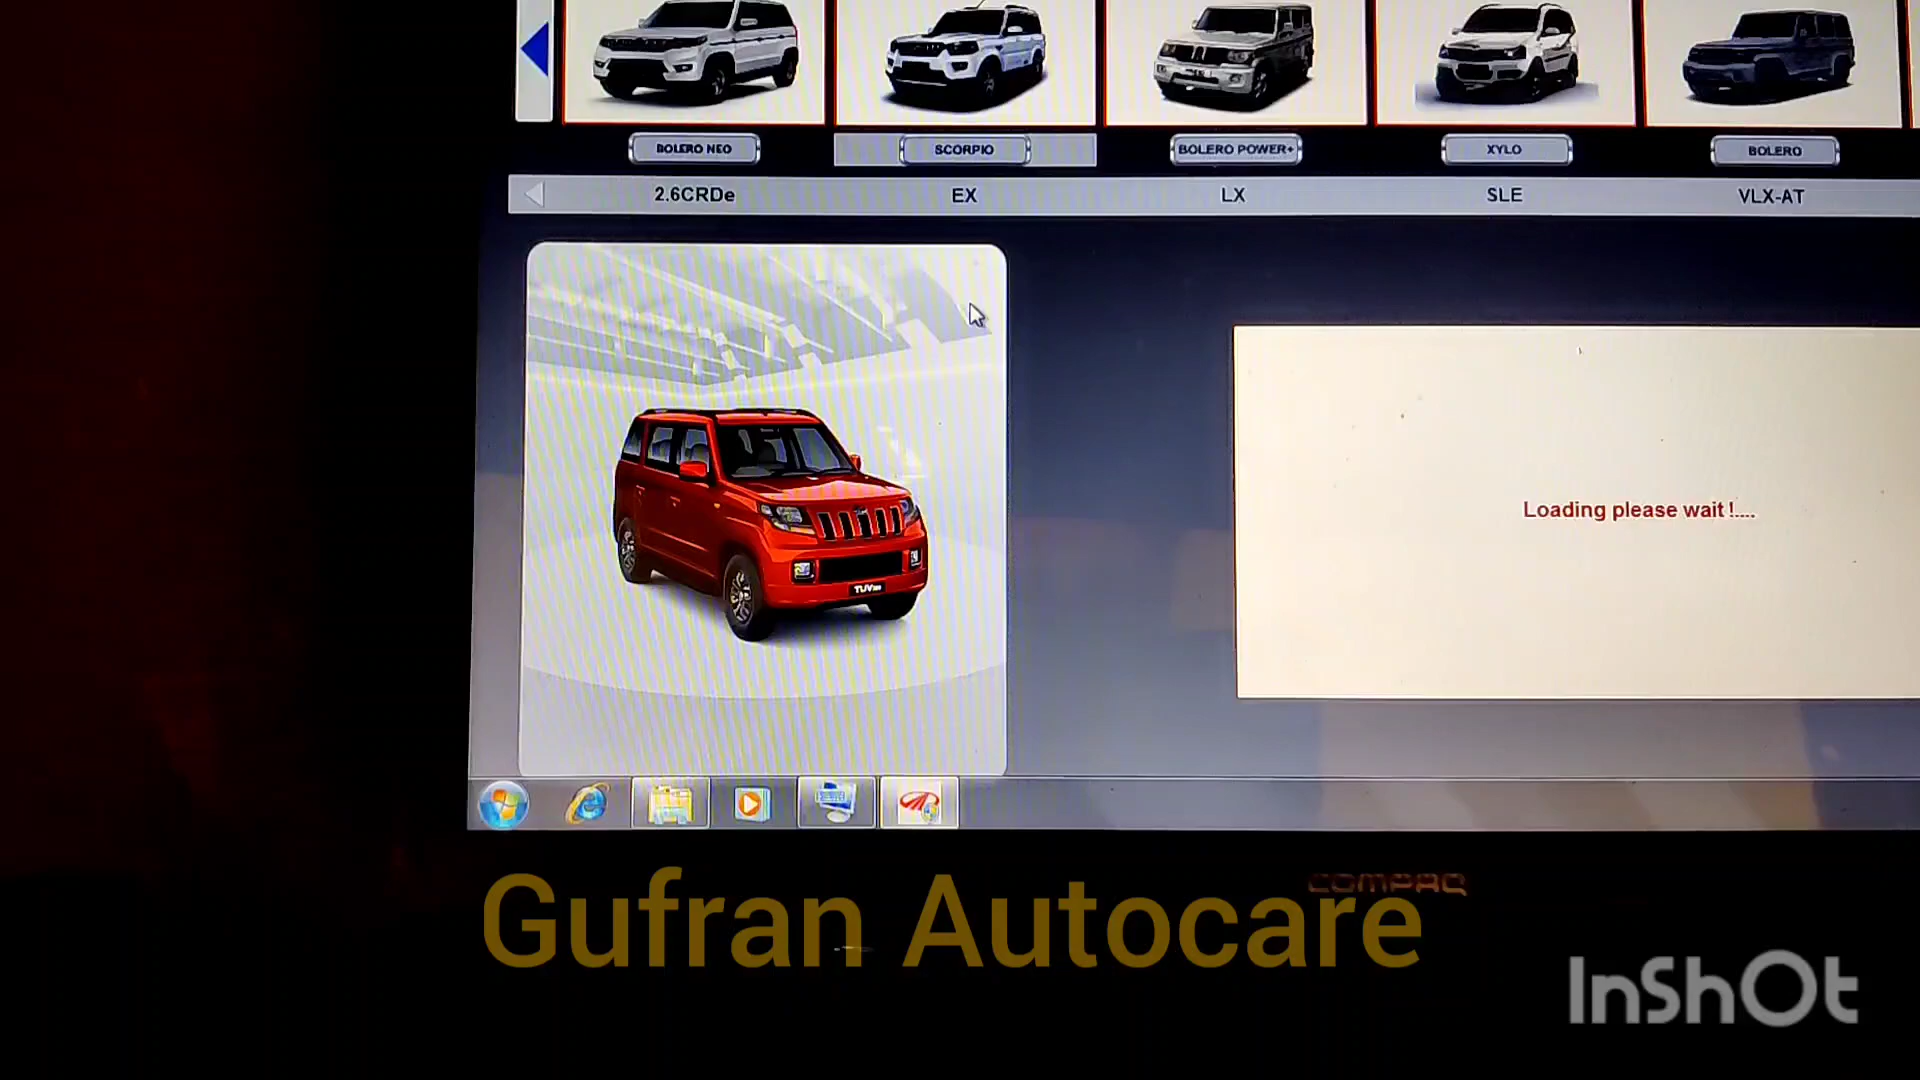 BOLERO NEO
SCORPIO
BOLERO POWER+
XYLO
BOLERO
2.6CRDe
EX
LX
SLE
VLX-AT
Loading please wait !....
COMPAQ
Gufran Autocare
InShOt